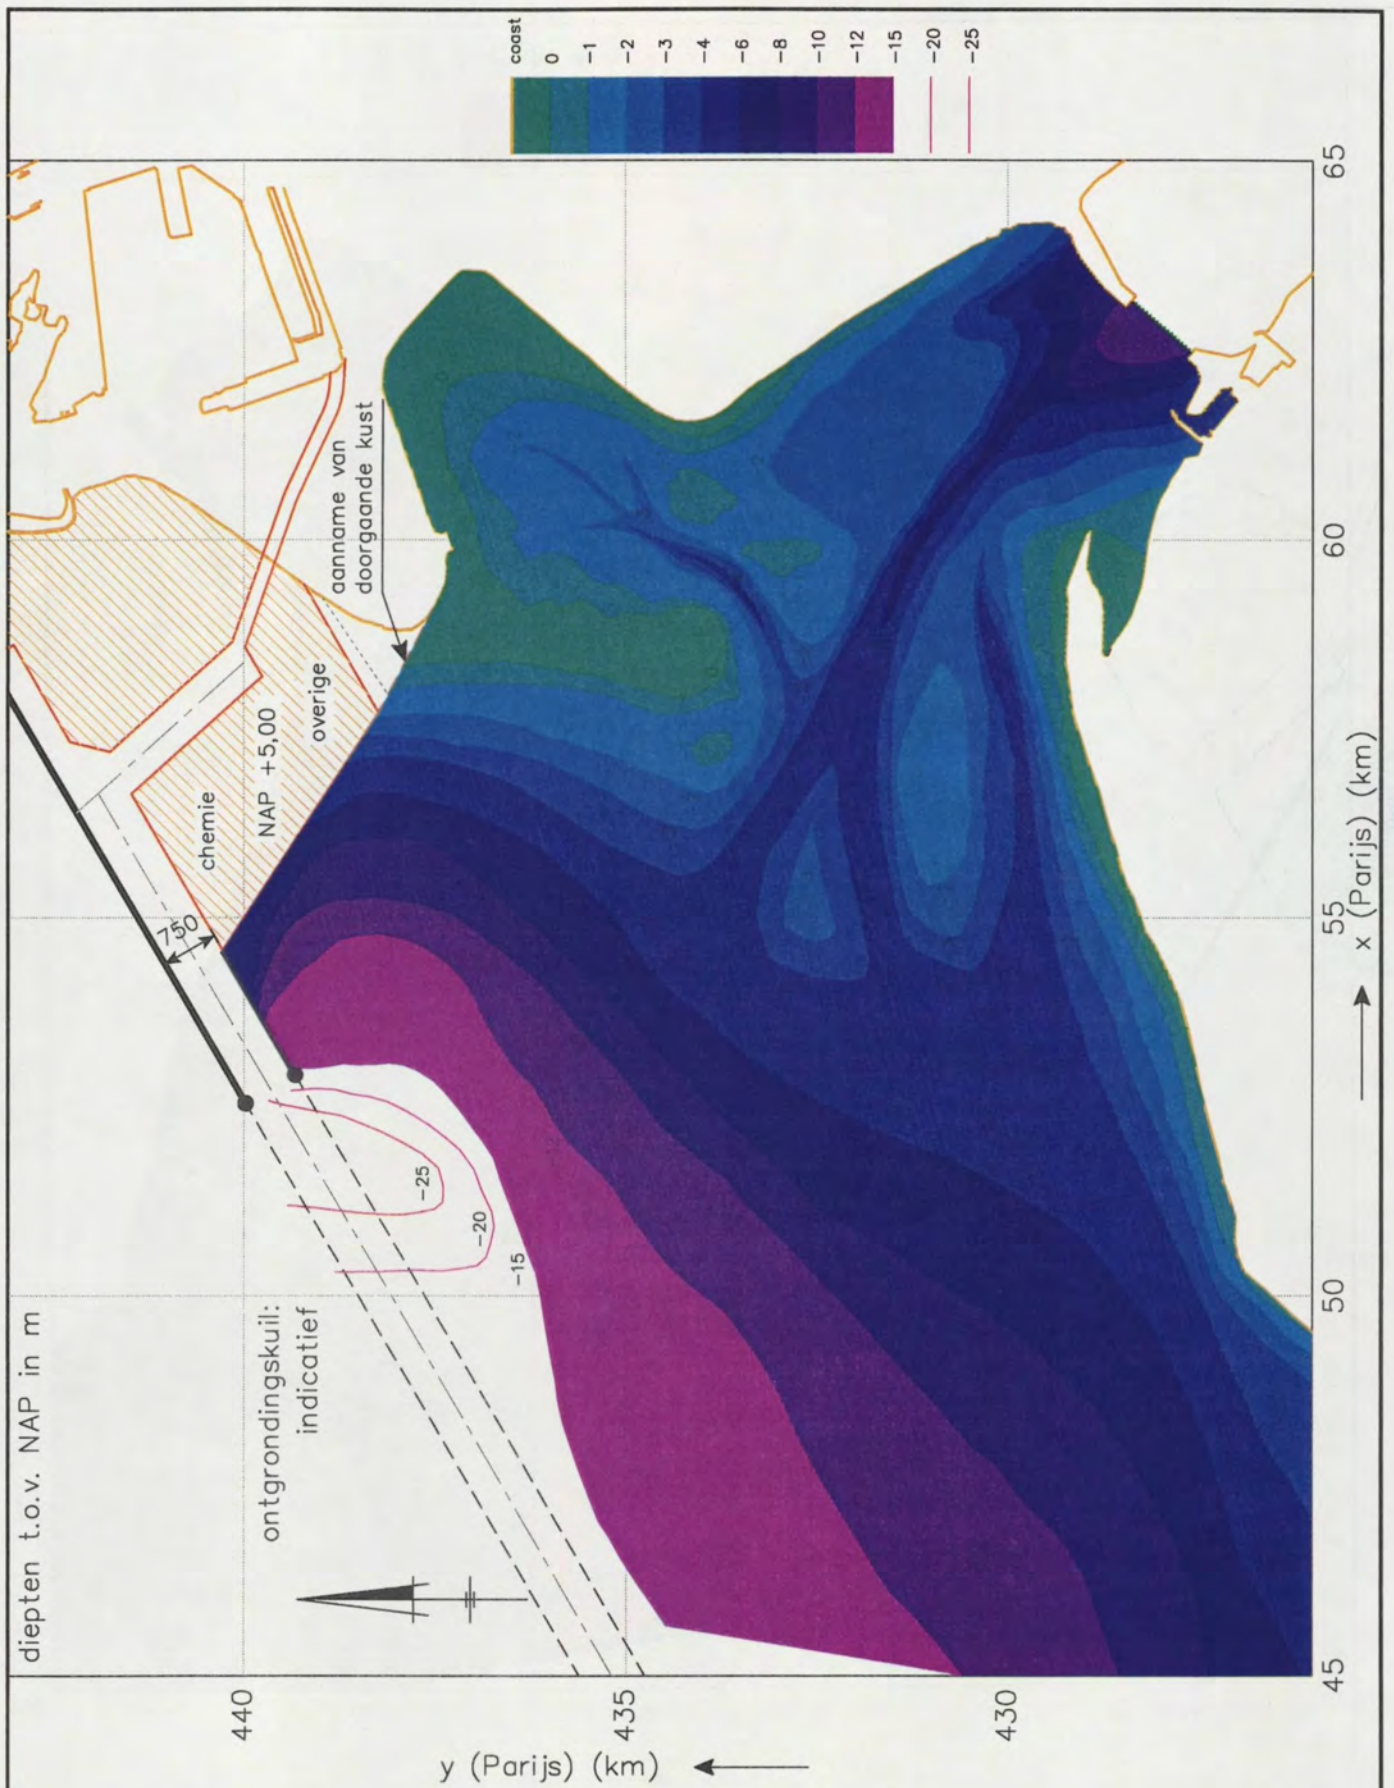 diepten t.o.v. NAP in m
ontgrondingskuil:
indicatief
-15
-20
-25
750
chemie
NAP +5,00
overige
aanname van
doorgaande kust
coast
0
-1
-2
-3
-4
-6
-8
-10
-12
-15
-20
-25
440
435
430
y (Parijs) (km)
45
50
55
60
65
x (Parijs) (km)